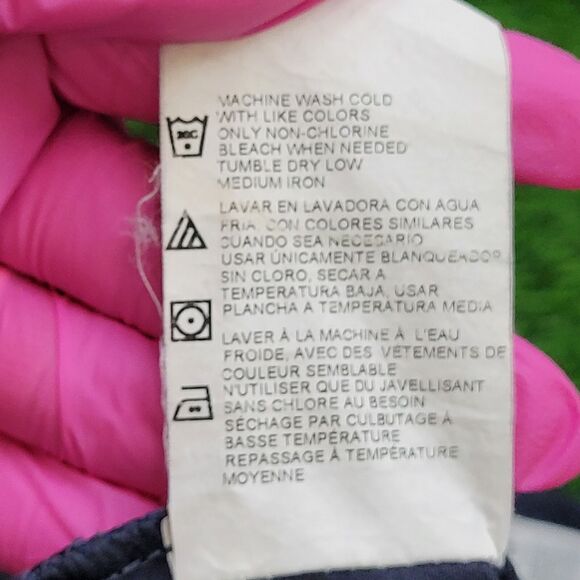 MACHINE WASH COLD
WITH LIKE COLORS
ONLY NON-CHLORINE
BLEACH WHEN NEEDED
TUMBLE DRY LOW
MEDIUM IRON
LAVAR EN LAVADORA CON AGUA
FRIA, CON COLORES SIMILARES
CUANDO SEA NECESARIO
USAR ÚNICAMENTE BLANQUEADOR
SIN CLORO, SECAR A
TEMPERATURA BAJA, USAR
PLANCHA A TEMPERATURA MEDIA
LAVER À LA MACHINE À L'EAU
FROIDE, AVEC DES VÊTEMENTS DE
COULEUR SEMBLABLE
N'UTILISER QUE DU JAVELLISANT
SANS CHLORE AU BESOIN
SÉCHAGE PAR CULBUTAGE À
BASSE TEMPÉRATURE
REPASSAGE À TEMPÉRATURE
MOYENNE